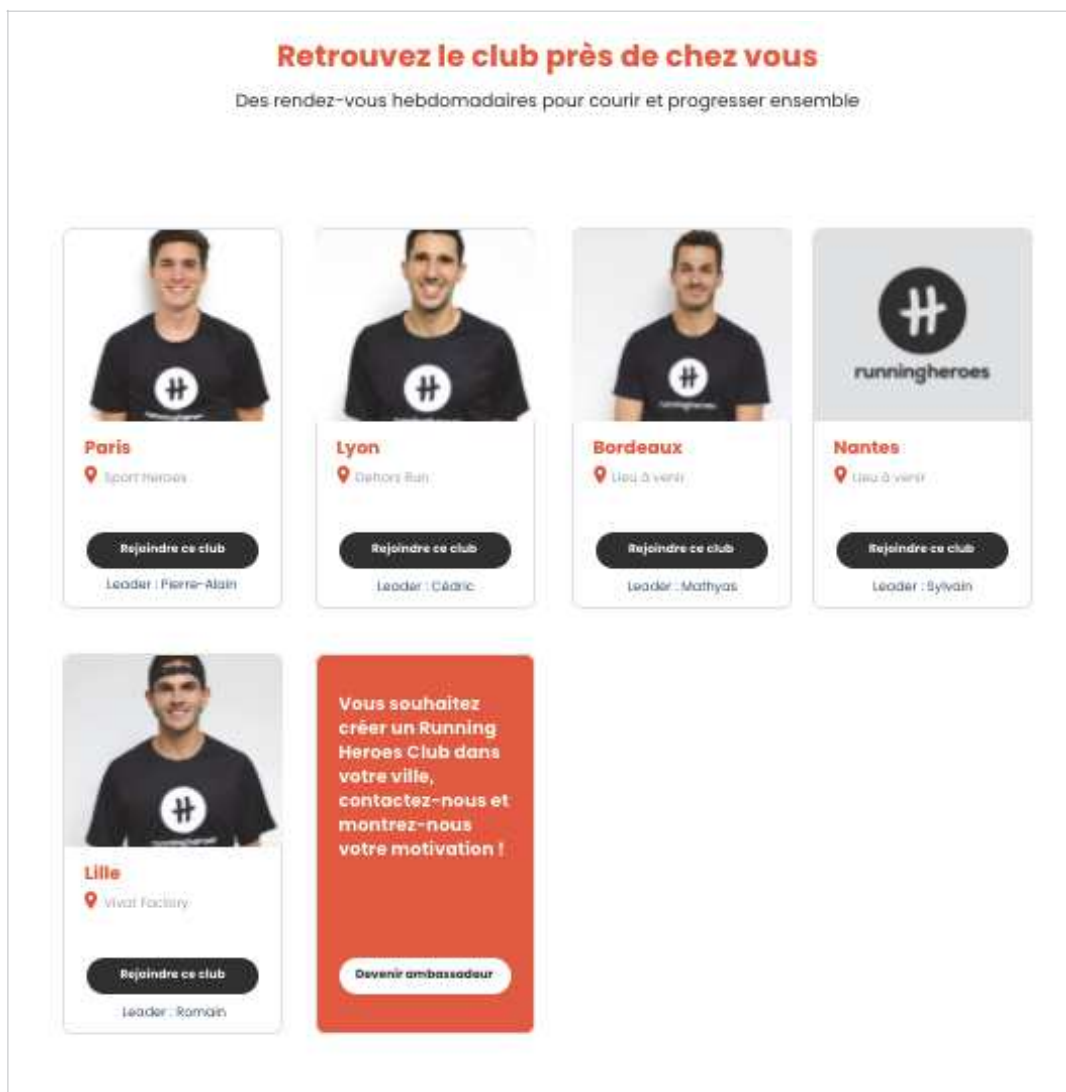 Retrouvez le club près de chez vous
Des rendez-vous hebdomadaires pour courir et progresser ensemble
runningheroes
Paris
Sport Heroes
Rejoindre ce club
Leader : Pierre-Alain
Lyon
Dehors Run
Rejoindre ce club
Leader : Cédric
Bordeaux
Lieu à venir
Rejoindre ce club
Leader : Mathyas
Nantes
Lieu à venir
Rejoindre ce club
Leader : Sylvain
Lille
Vivat Factory
Rejoindre ce club
Leader : Romain
Vous souhaitez
créer un Running
Heroes Club dans
votre ville,
contactez-nous et
montrez-nous
votre motivation !
Devenir ambassadeur